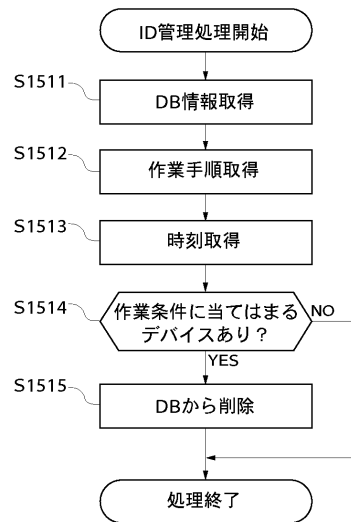 ID管理処理開始
S1511
DB情報取得
S1512
作業手順取得
S1513
時刻取得
S1514
作業条件に当てはまる
デバイスあり？
NO
YES
S1515
DBから削除
処理終了